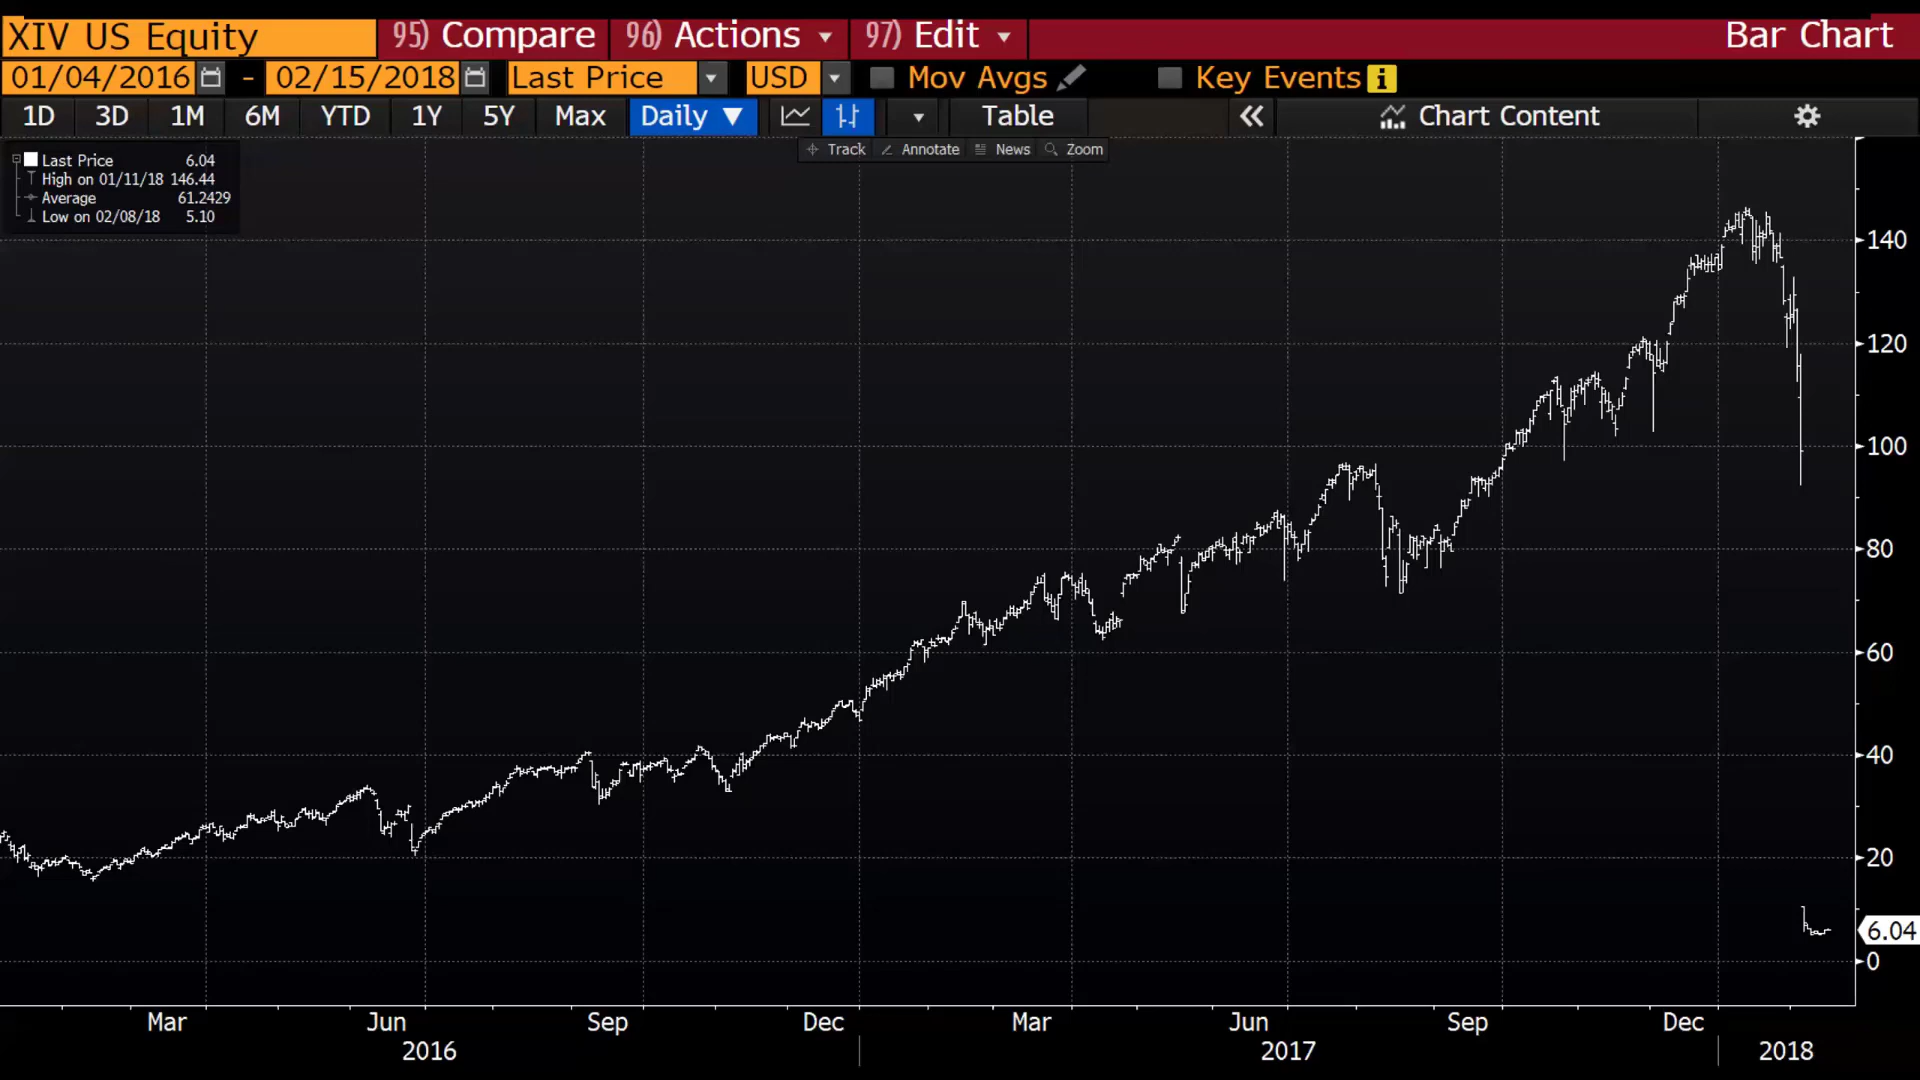 XIV US Equity 95) Compare 96) Actions 97) Edit Bar Chart
01/04/2016 - 02/15/2018 Last Price USD Mov Avgs Key Events
1D 3D 1M 6M YTD 1Y 5Y Max Daily ▼ Table « Chart Content
Track Annotate News Zoom
Last Price 6.04
High on 01/11/18 146.44
Average 61.2429
Low on 02/08/18 5.10
140
120
100
80
60
40
20
6.04
0
Mar Jun Sep Dec Mar Jun Sep Dec
2016 2017 2018